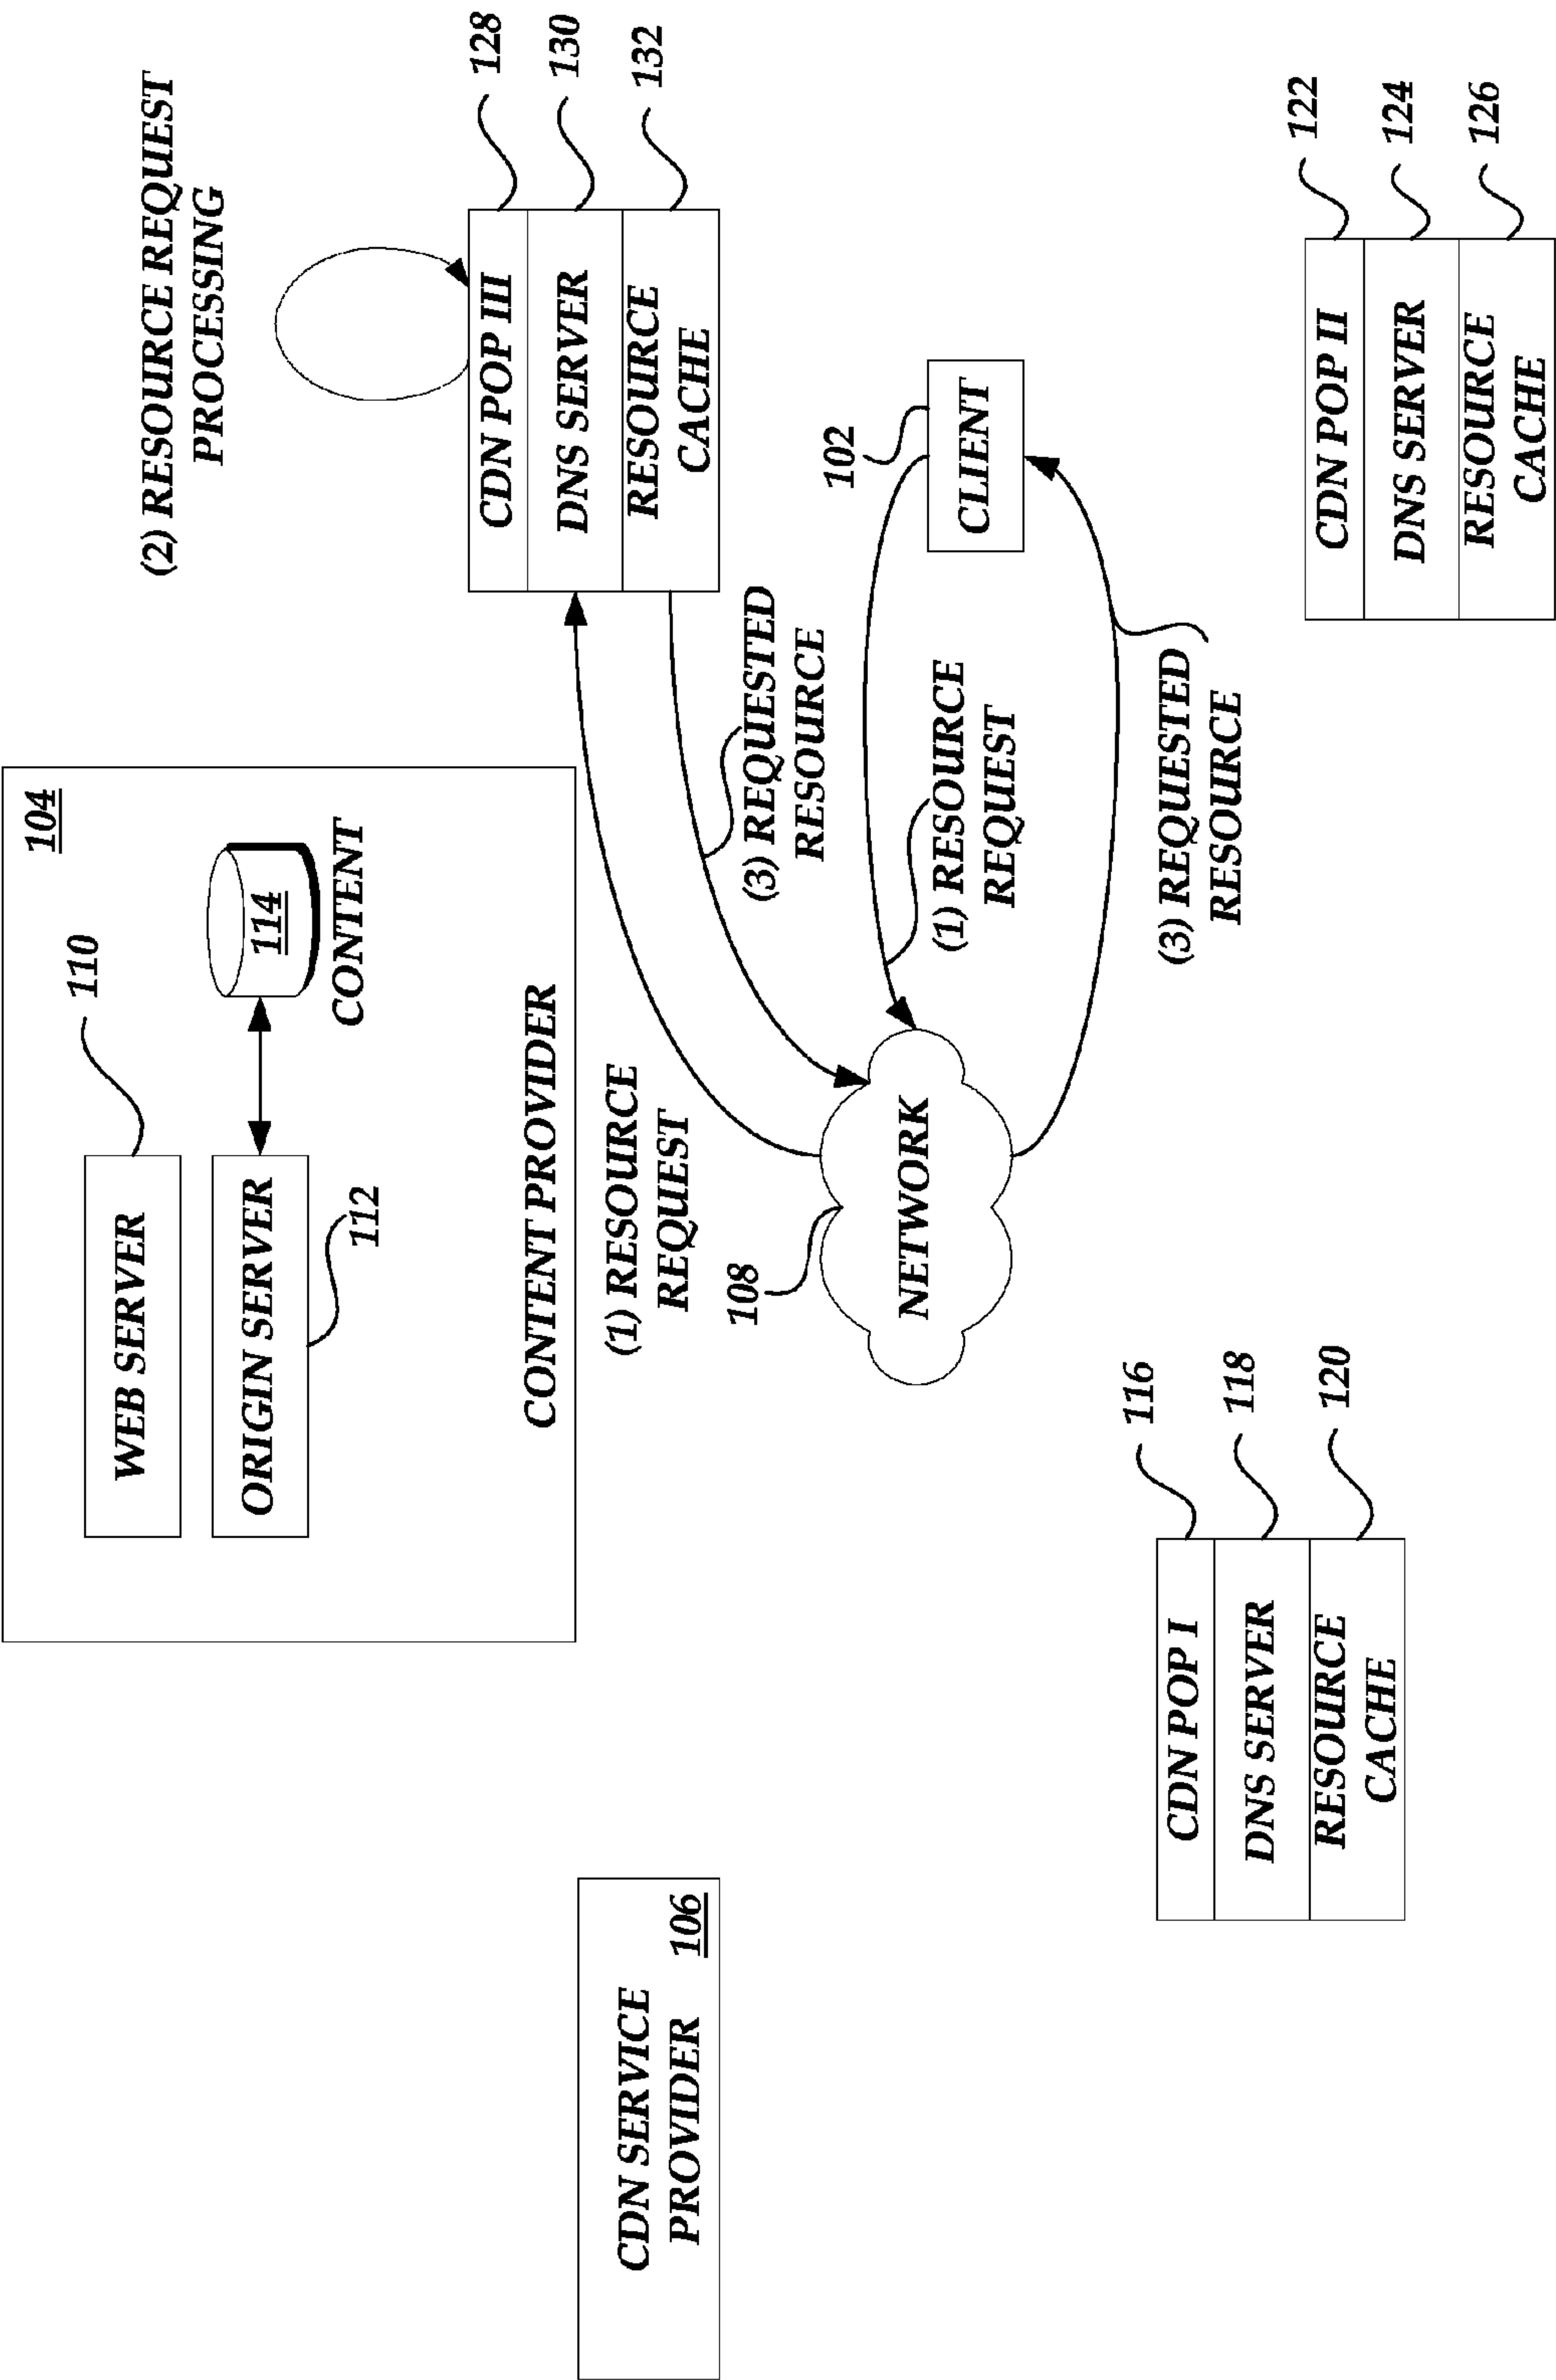 104
WEB SERVER
110
ORIGIN SERVER
112
114
CONTENT
CONTENT PROVIDER
(2) RESOURCE REQUEST
PROCESSING
CDN POP III
128
DNS SERVER
130
RESOURCE
CACHE
132
CDN SERVICE
PROVIDER
106
(1) RESOURCE
REQUEST
(3) REQUESTED
RESOURCE
108
NETWORK
102
CLIENT
(1) RESOURCE
REQUEST
(3) REQUESTED
RESOURCE
CDN POP I
116
DNS SERVER
118
RESOURCE
CACHE
120
CDN POP II
122
DNS SERVER
124
RESOURCE
CACHE
126